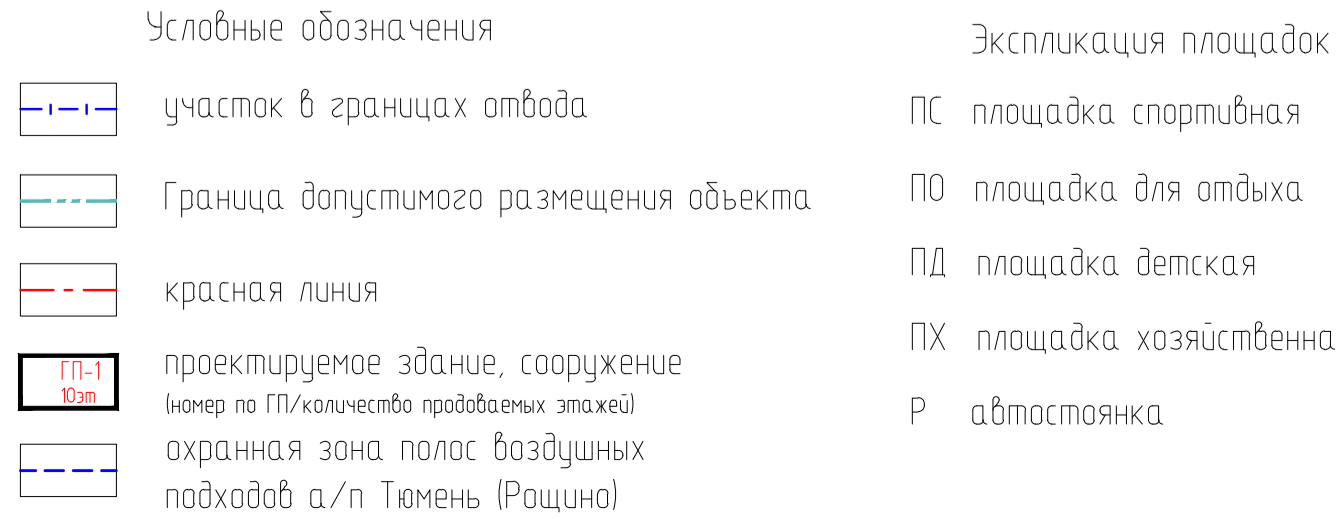 Условные обозначения
участок в границах отвода
Граница допустимого размещения объекта
красная линия
ГП-1
10эт
проектируемое здание, сооружение
(номер по ГП/количество продоваемых этажей)
охранная зона полос воздушных
подходов а/п Тюмень (Рощино)
Экспликация площадок
ПС площадка спортивная
ПО площадка для отдыха
ПД площадка детская
ПХ площадка хозяйственна
Р автостоянка